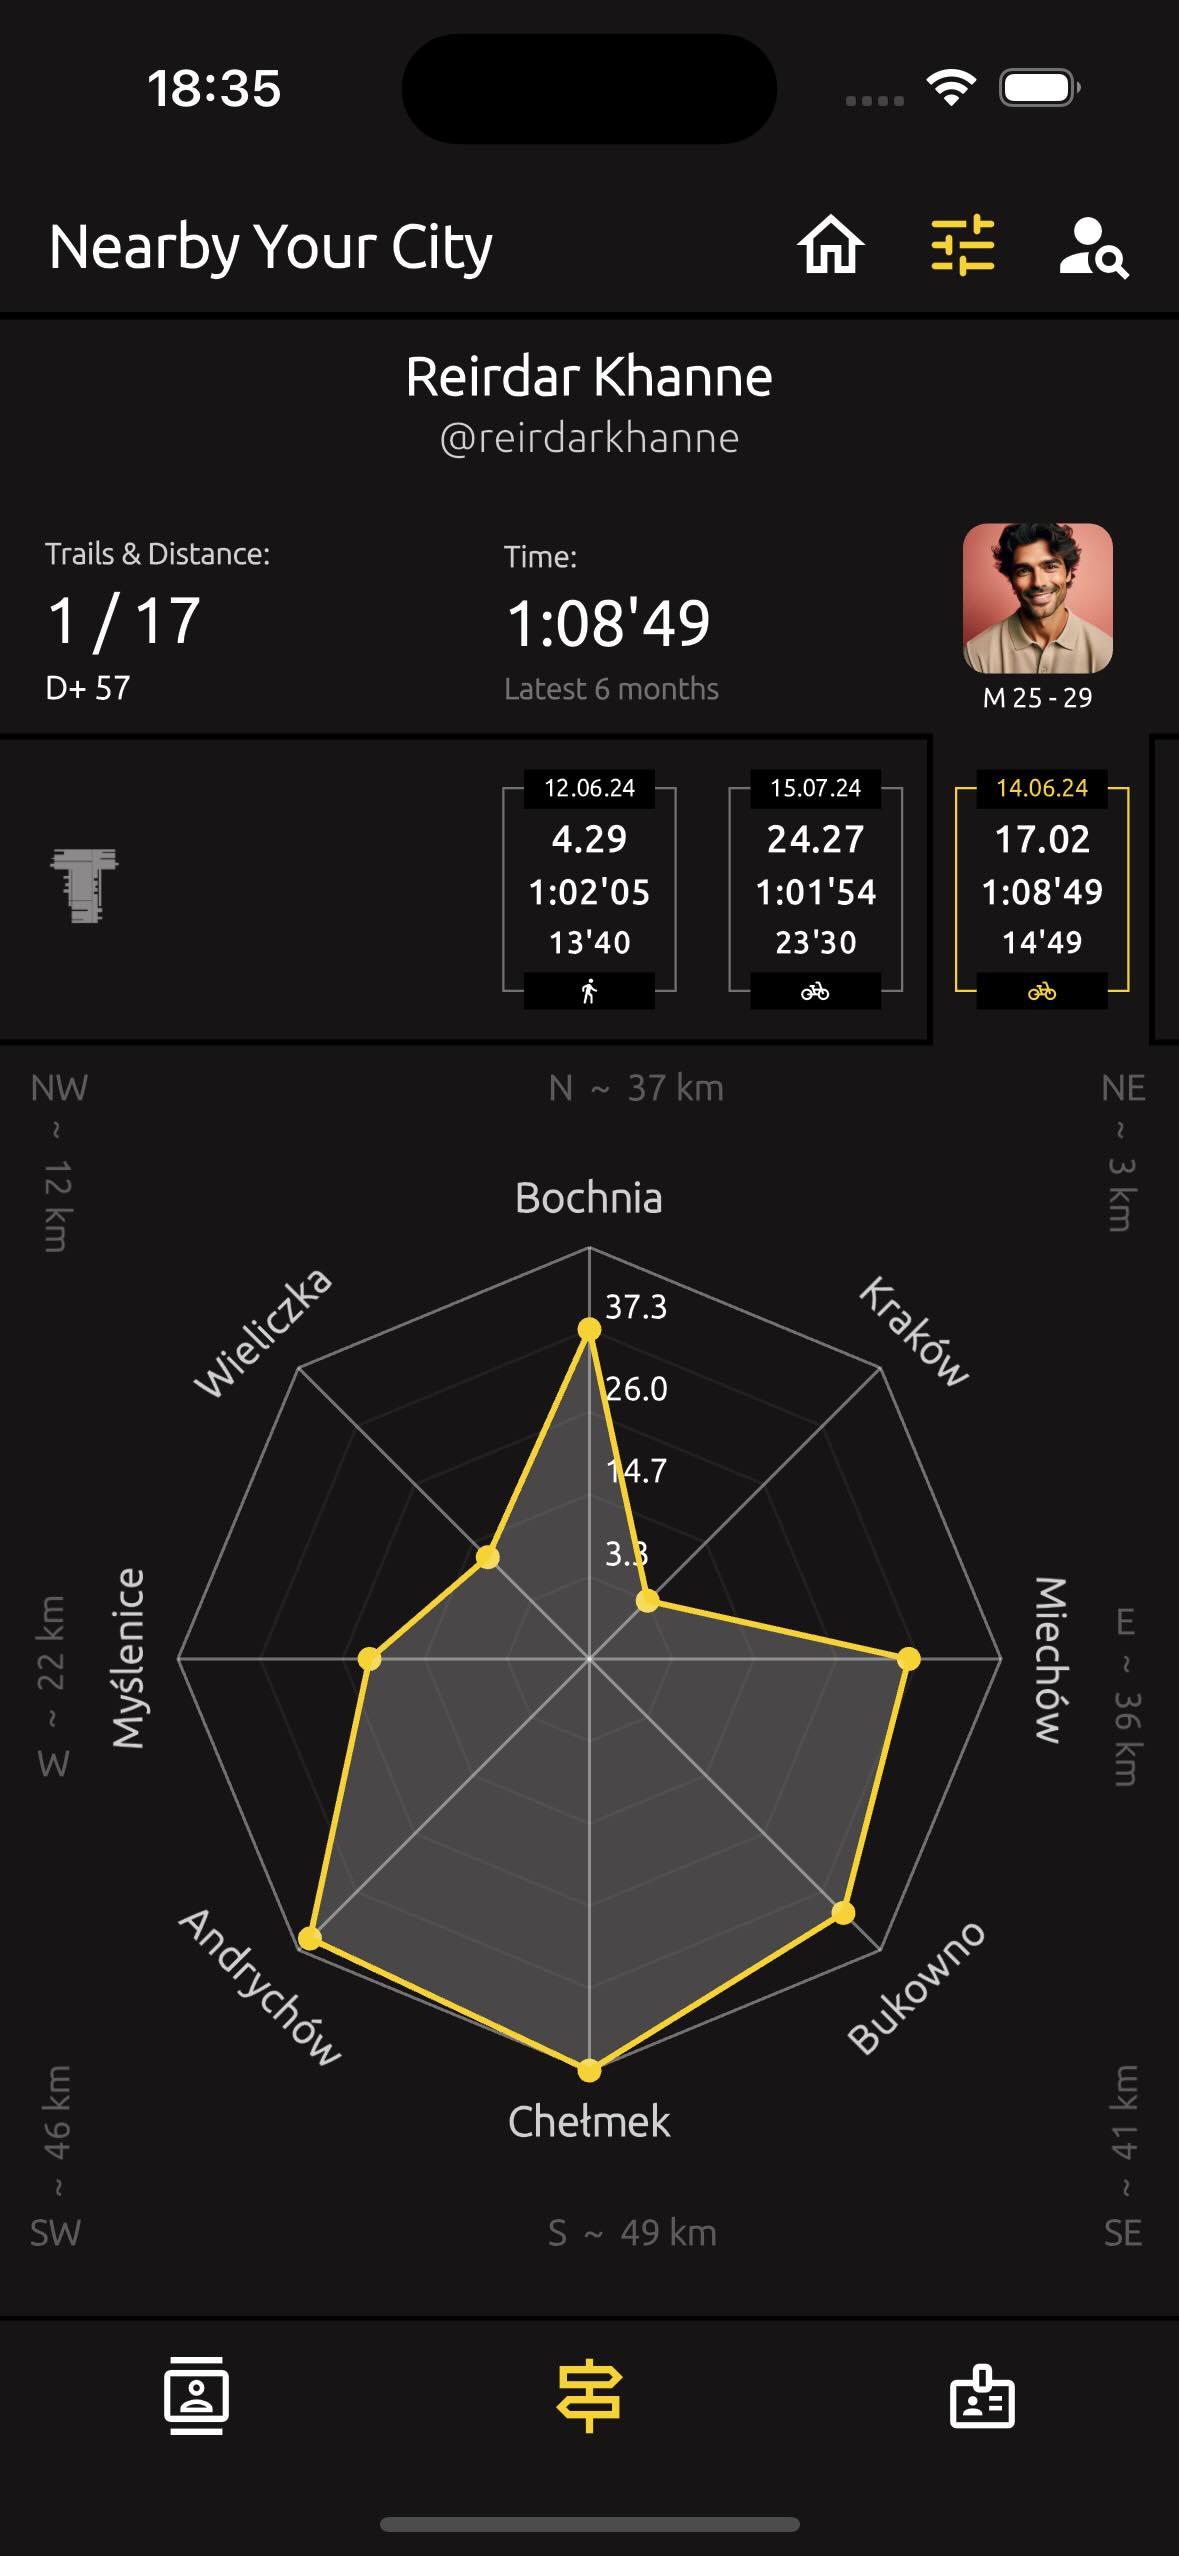 18:35
Nearby Your City
Reirdar Khanne
@reirdarkhanne
Trails & Distance:
1 / 17
D+ 57
Time:
1:08'49
Latest 6 months
M 25 - 29
12.06.24
4.29
1:02'05
13'40
15.07.24
24.27
1:01'54
23'30
14.06.24
17.02
1:08'49
14'49
NW ~ 12 km
N ~ 37 km
NE ~ 3 km
Bochnia
Wieliczka
Kraków
37.3
26.0
14.7
3.3
W ~ 22 km
Myślenice
Miechów
E ~ 36 km
Andrychów
Bukowno
Chełmek
SW ~ 46 km
S ~ 49 km
SE ~ 41 km